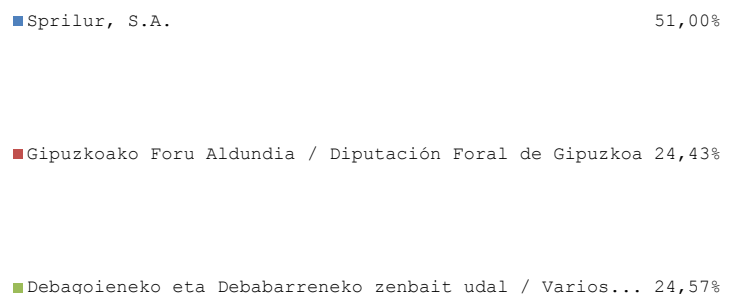 Sprilur, S.A. 51,00%
Gipuzkoako Foru Aldundia / Diputación Foral de Gipuzkoa 24,43%
Debagoieneko eta Debabarreneko zenbait udal / Varios... 24,57%